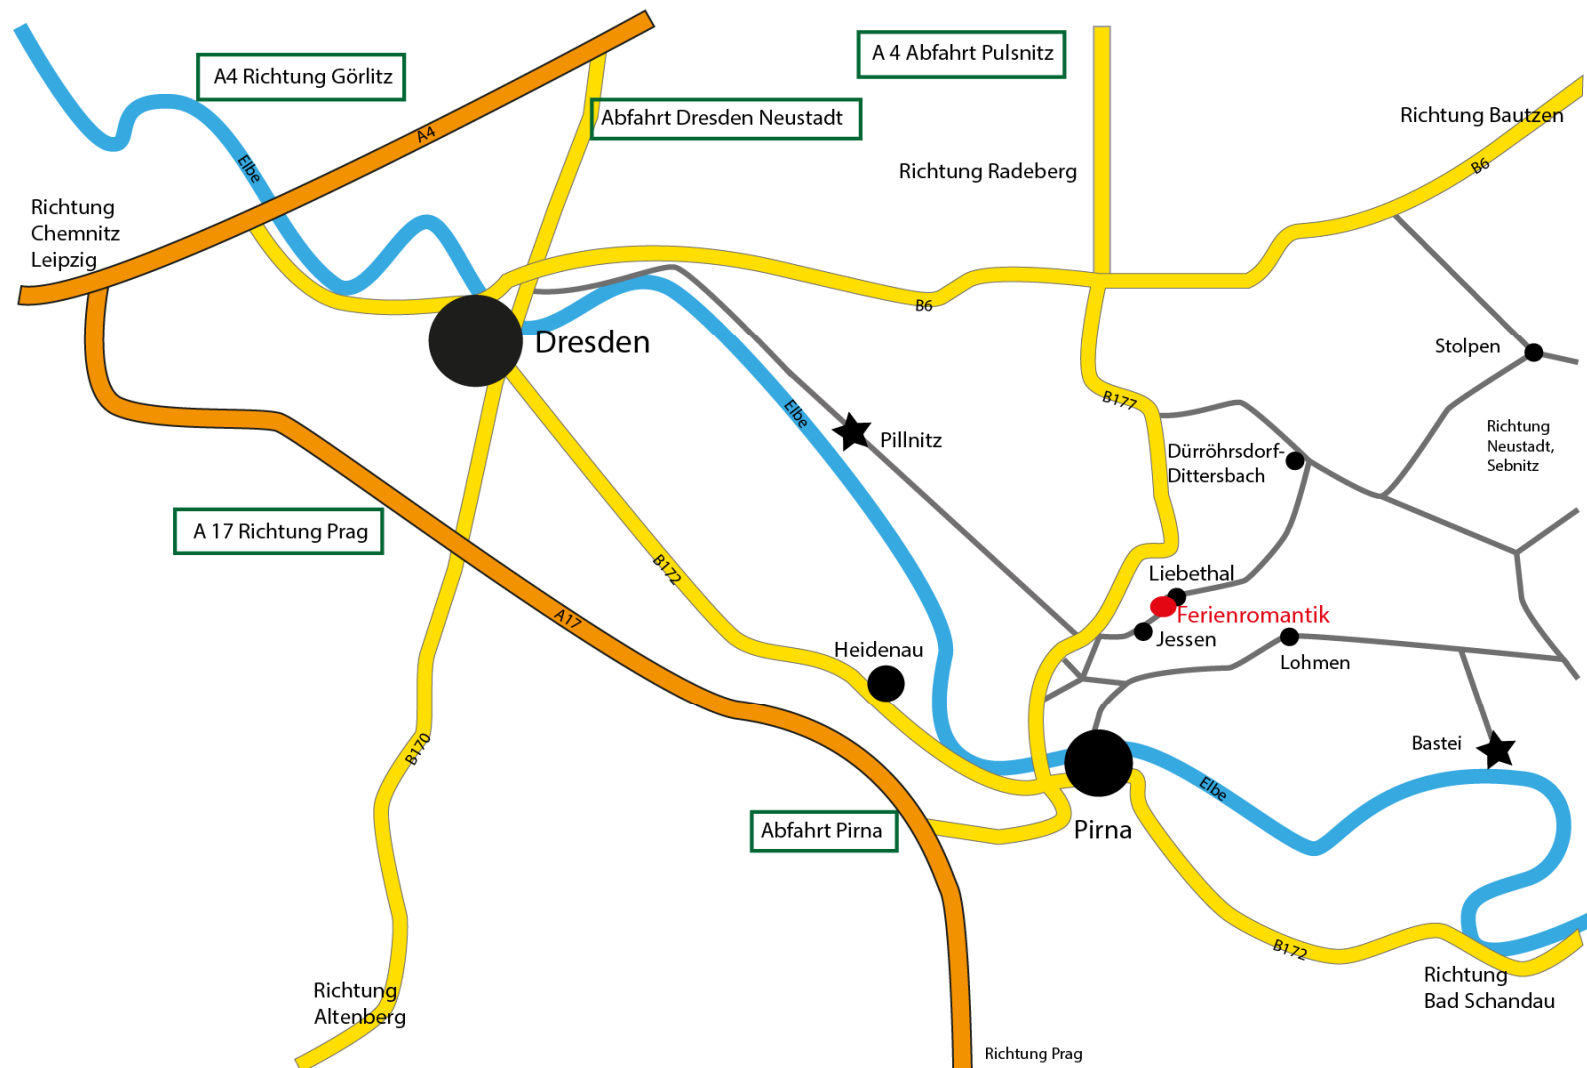 A4 Richtung Görlitz
A 4 Abfahrt Pulsnitz
Abfahrt Dresden Neustadt
Richtung Bautzen
A4
Elbe
B6
Richtung Radeberg
Richtung
Chemnitz
Leipzig
B6
Dresden
Stolpen
B177
Elbe
Pillnitz
Richtung
Neustadt,
Sebnitz
Dürröhrsdorf-
Dittersbach
A 17 Richtung Prag
B172
Liebethal
Ferienromantik
A17
Jessen
Heidenau
Lohmen
B170
Bastei
Elbe
Abfahrt Pirna
Pirna
B172
Richtung
Bad Schandau
Richtung
Altenberg
Richtung Prag